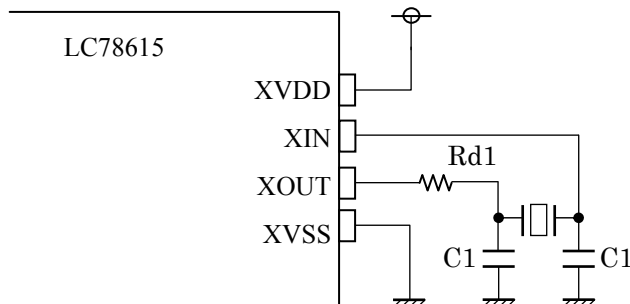 LC78615
XVDD
XIN
Rd1
XOUT
XVSS
C1
C1